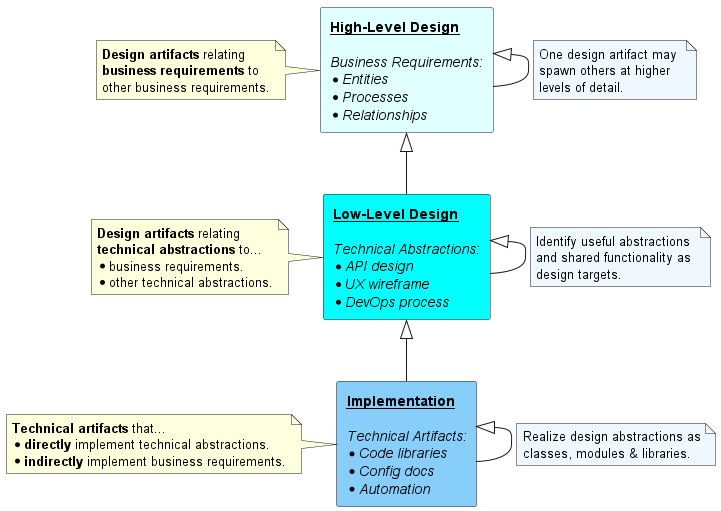 High-Level Design
Business Requirements:
• Entities
• Processes
• Relationships
Design artifacts relating
business requirements to
other business requirements.
One design artifact may
spawn others at higher
levels of detail.
Low-Level Design
Technical Abstractions:
• API design
• UX wireframe
• DevOps process
Design artifacts relating
technical abstractions to...
• business requirements.
• other technical abstractions.
Identify useful abstractions
and shared functionality as
design targets.
Implementation
Technical Artifacts:
• Code libraries
• Config docs
• Automation
Technical artifacts that...
• directly implement technical abstractions.
• indirectly implement business requirements.
Realize design abstractions as
classes, modules & libraries.